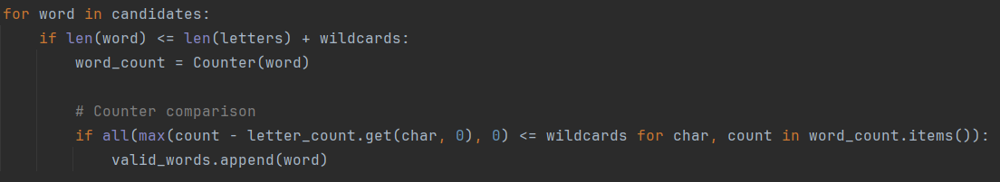 for word in candidates:
    if len(word) <= len(letters) + wildcards:
        word_count = Counter(word)

        # Counter comparison
        if all(max(count - letter_count.get(char, 0), 0) <= wildcards for char, count in word_count.items()):
            valid_words.append(word)